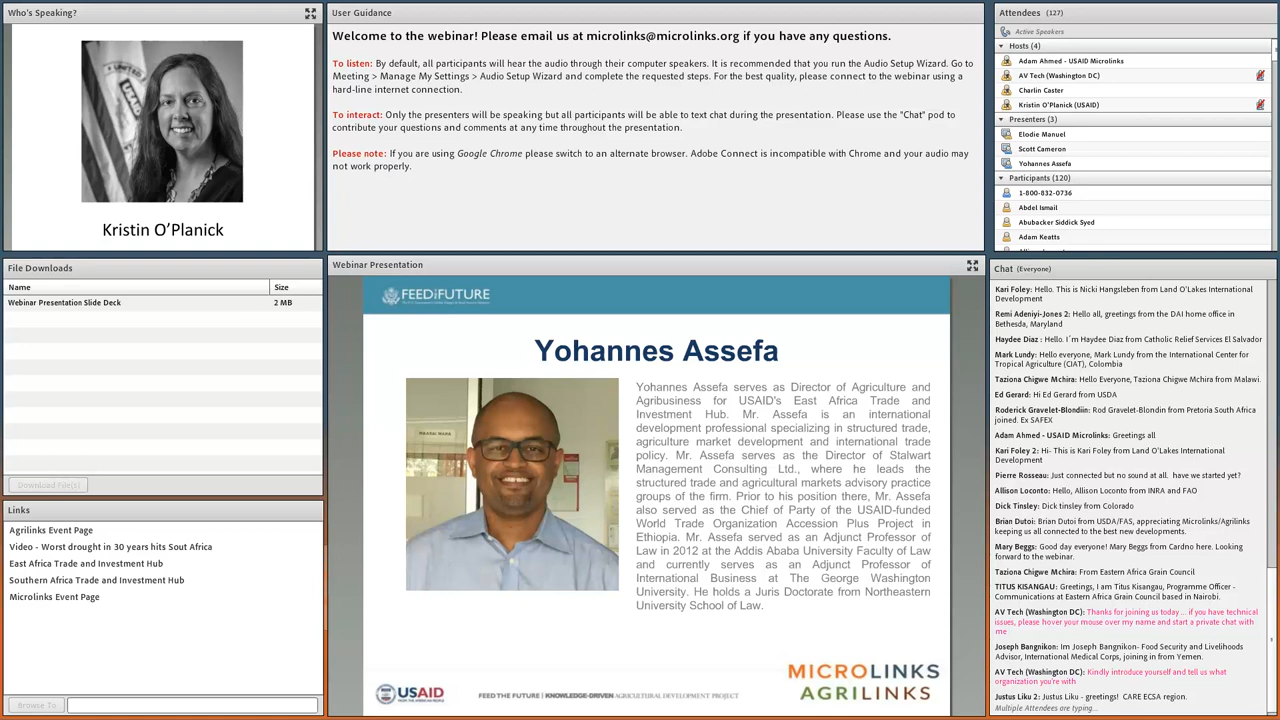 Who's Speaking?
Kristin O'Planick
File Downloads
Name Size
Webinar Presentation Slide Deck 2 MB
Download File(s)
Links
Agrilinks Event Page
Video - Worst drought in 30 years hits Sout Africa
East Africa Trade and Investment Hub
Southern Africa Trade and Investment Hub
Microlinks Event Page
Browse To
User Guidance
Welcome to the webinar! Please email us at microlinks@microlinks.org if you have any questions.
To listen: By default, all participants will hear the audio through their computer speakers. It is recommended that you run the Audio Setup Wizard. Go to
Meeting > Manage My Settings > Audio Setup Wizard and complete the requested steps. For the best quality, please connect to the webinar using a
hard-line internet connection.
To interact: Only the presenters will be speaking but all participants will be able to text chat during the presentation. Please use the "Chat" pod to
contribute your questions and comments at any time throughout the presentation.
Please note: If you are using Google Chrome please switch to an alternate browser. Adobe Connect is incompatible with Chrome and your audio may
not work properly.
Webinar Presentation
FEED THE FUTURE
Yohannes Assefa
Yohannes Assefa serves as Director of Agriculture and
Agribusiness for USAID's East Africa Trade and
Investment Hub. Mr. Assefa is an international
development professional specializing in structured trade,
agriculture market development and international trade
policy. Mr. Assefa serves as the Director of Stalwart
Management Consulting Ltd., where he leads the
structured trade and agricultural markets advisory practice
groups of the firm. Prior to his position there, Mr. Assefa
also served as the Chief of Party of the USAID-funded
World Trade Organization Accession Plus Project in
Ethiopia. Mr. Assefa served as an Adjunct Professor of
Law in 2012 at the Addis Ababa University Faculty of Law
and currently serves as an Adjunct Professor of
International Business at The George Washington
University. He holds a Juris Doctorate from Northeastern
University School of Law.
USAID
FROM THE AMERICAN PEOPLE
FEED THE FUTURE | KNOWLEDGE-DRIVEN AGRICULTURAL DEVELOPMENT PROJECT
MICROLINKS
AGRILINKS
Attendees (127)
Active Speakers
Hosts (4)
Adam Ahmed - USAID Microlinks
AV Tech (Washington DC)
Charlin Caster
Kristin O'Planick (USAID)
Presenters (3)
Elodie Manuel
Scott Cameron
Yohannes Assefa
Participants (120)
1-800-832-0736
Abdel Ismail
Abubacker Siddick Syed
Adam Keatts
Chat (Everyone)
Kari Foley: Hello. This is Nicki Hangsleben from Land O'Lakes International
Development
Remi Adeniyi-Jones 2: Hello all, greetings from the DAI home office in
Bethesda, Maryland
Haydee Diaz : Hello. I´m Haydee Diaz from Catholic Relief Services El Salvador
Mark Lundy: Hello everyone, Mark Lundy from the International Center for
Tropical Agriculture (CIAT), Colombia
Taziona Chigwe Mchira: Hello Everyone, Taziona Chigwe Mchira from Malawi.
Ed Gerard: Hi Ed Gerard from USDA
Roderick Gravelet-Blondiin: Rod Gravelet-Blondin from Pretoria South Africa
joined. Ex SAFEX
Adam Ahmed - USAID Microlinks: Greetings all
Kari Foley 2: Hi- This is Kari Foley from Land O'Lakes International
Development
Pierre Rosseau: Just connected but no sound at all. have we started yet?
Allison Loconto: Hello, Allison Loconto from INRA and FAO
Dick Tinsley: Dick tinsley from Colorado
Brian Dutoi: Brian Dutoi from USDA/FAS, appreciating Microlinks/Agrilinks
keeping us all connected to the best new developments.
Mary Beggs: Good day everyone! Mary Beggs from Cardno here. Looking
forward to the webinar.
Taziona Chigwe Mchira: From Eastern Africa Grain Council
TITUS KISANGAU: Greetings, I am Titus Kisangau, Programme Officer -
Communications at Eastern Africa Grain Council based in Nairobi.
AV Tech (Washington DC): Thanks for joining us today ... if you have technical
issues, please hover your mouse over my name and start a private chat with
me
Joseph Bangnikon: Im Joseph Bangnikon- Food Security and Livelihoods
Advisor, International Medical Corps, joining in from Yemen.
AV Tech (Washington DC): Kindly introduce yourself and tell us what
organization you're with
Justus Liku 2: Justus Liku - greetings! CARE ECSA region.
Multiple Attendees are typing...